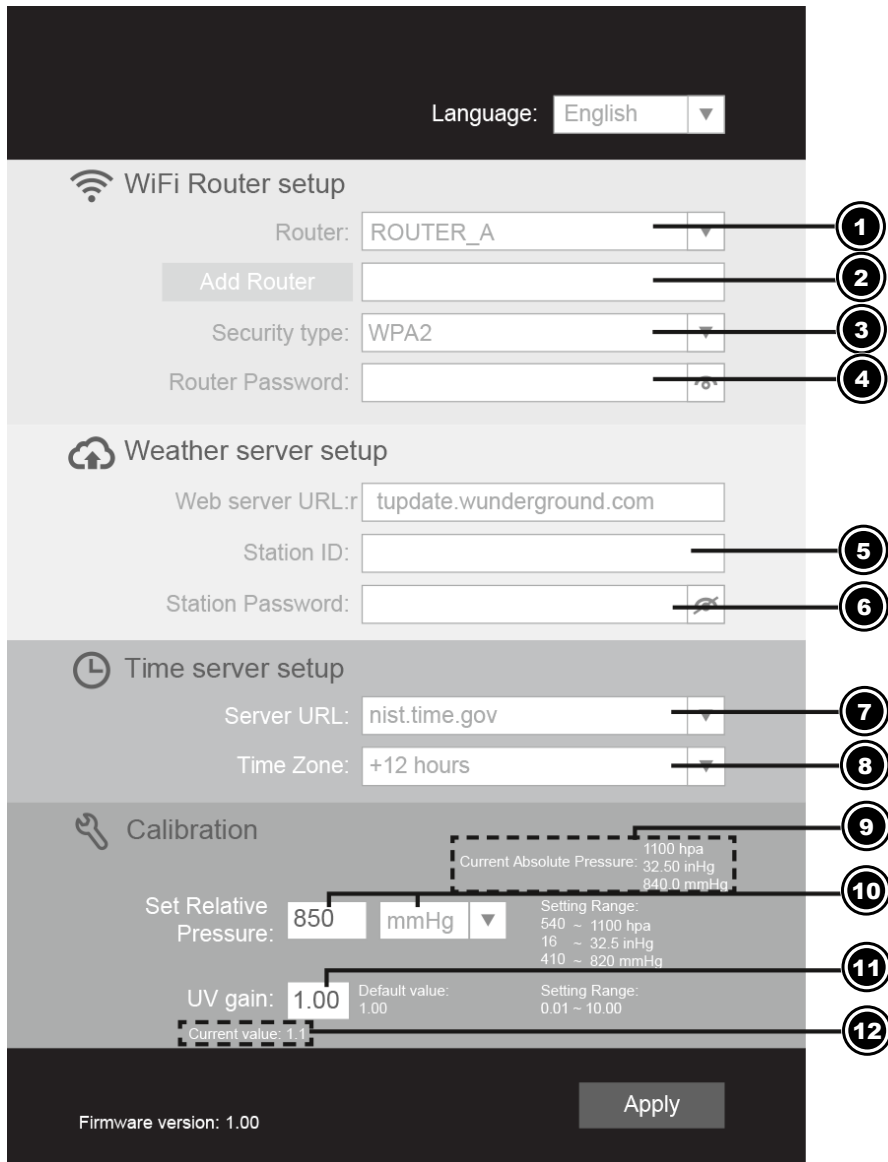 Language: English
WiFi Router setup
Router: ROUTER_A
1
Add Router
2
Security type: WPA2
3
Router Password:
4
Weather server setup
Web server URL:r tupdate.wunderground.com
Station ID:
5
Station Password:
6
Time server setup
Server URL: nist.time.gov
7
Time Zone: +12 hours
8
Calibration
9
Current Absolute Pressure: 1100 hpa
32.50 inHg
840.0 mmHg
10
Set Relative
Pressure: 850 mmHg
Setting Range:
540 ~ 1100 hpa
16 ~ 32.5 inHg
410 ~ 820 mmHg
11
UV gain: 1.00
Default value:
1.00
Setting Range:
0.01 ~ 10.00
Current value: 1.1
12
Firmware version: 1.00
Apply